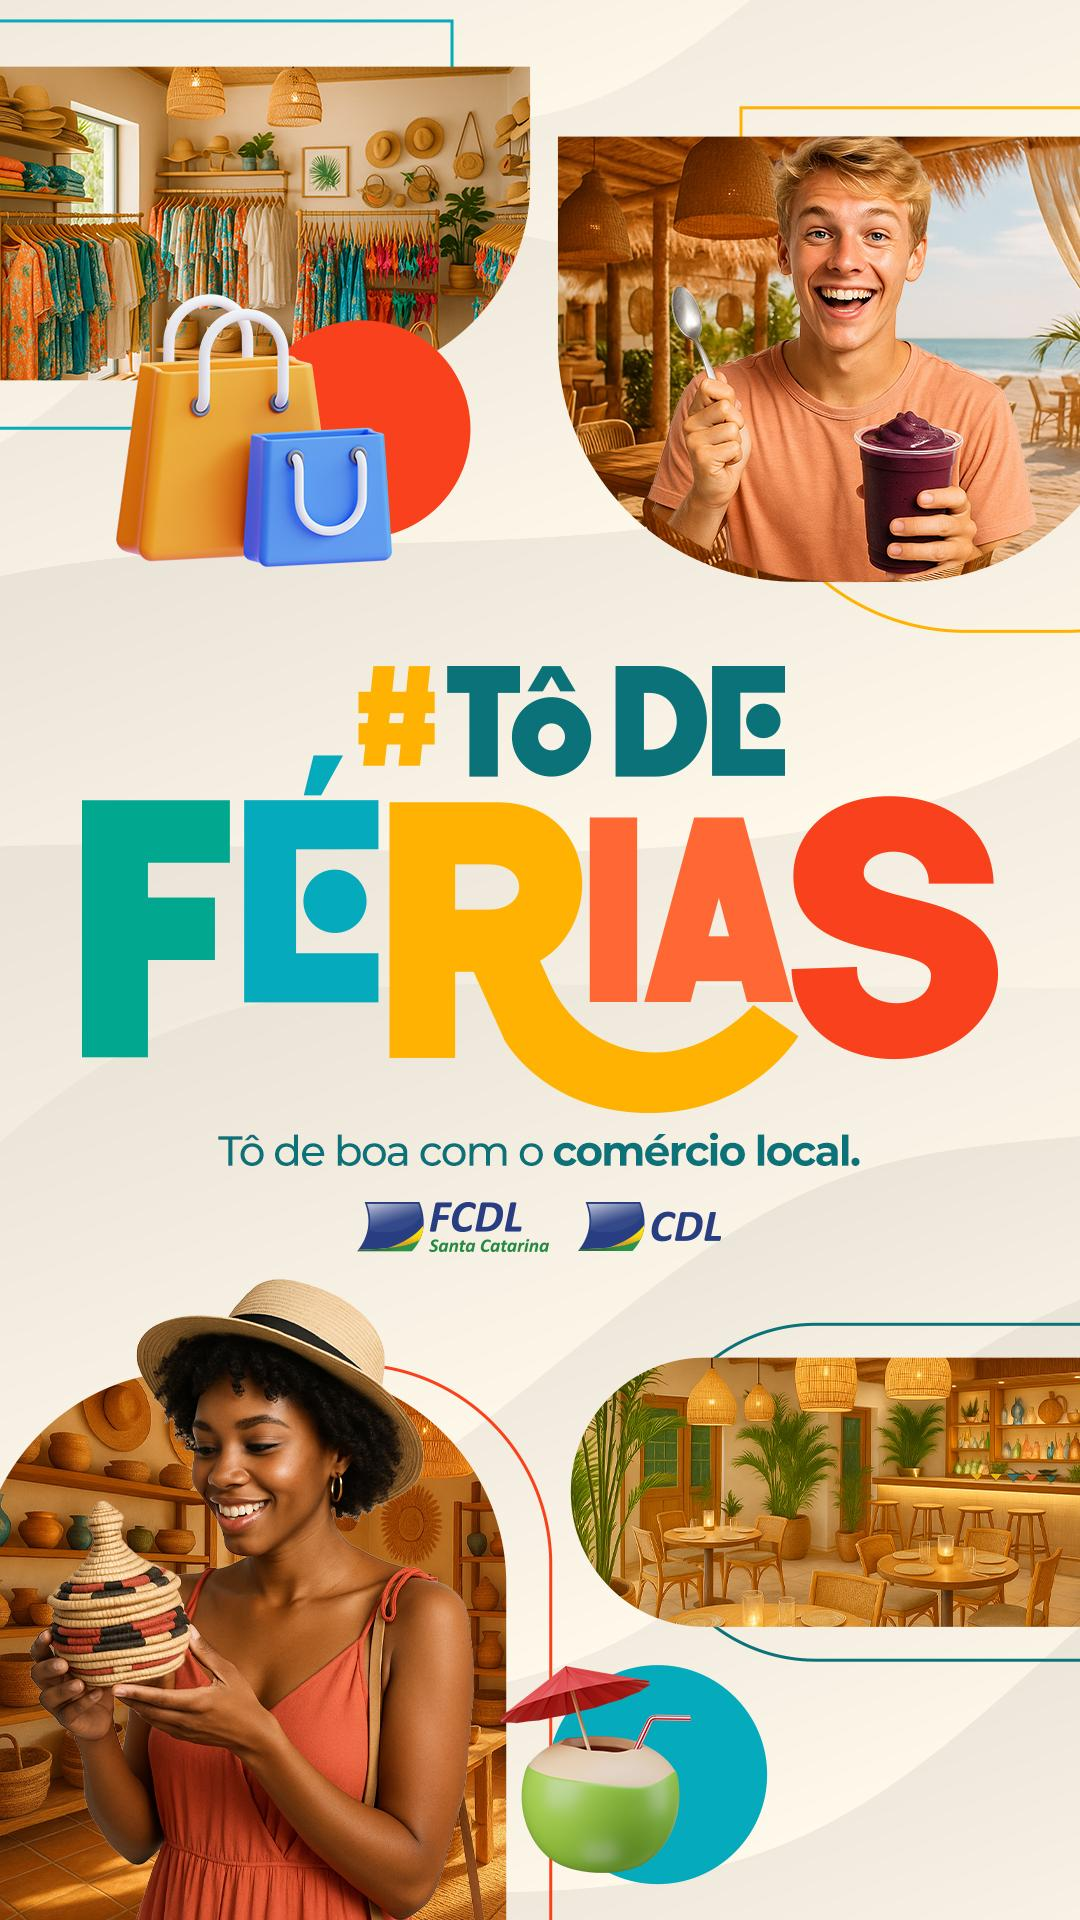 #TÔ DE
FÉRIAS
Tô de boa com o comércio local.
FCDL
Santa Catarina
CDL